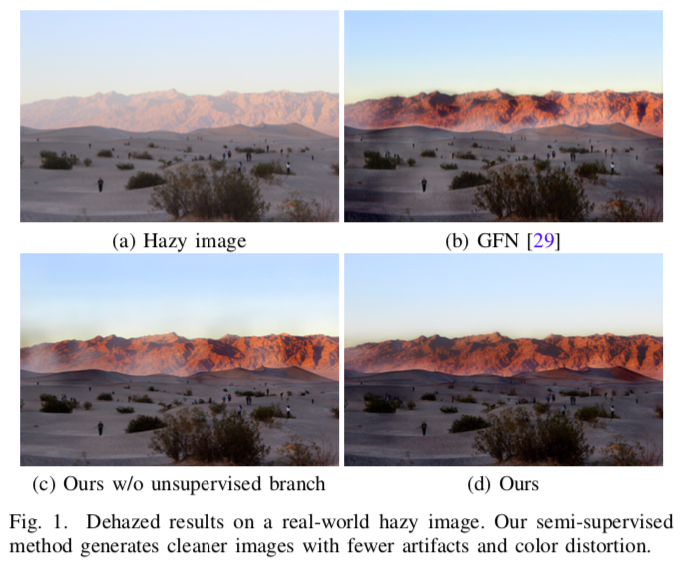 (a) Hazy image
(b) GFN [29]
(c) Ours w/o unsupervised branch
(d) Ours
Fig. 1. Dehazed results on a real-world hazy image. Our semi-supervised
method generates cleaner images with fewer artifacts and color distortion.